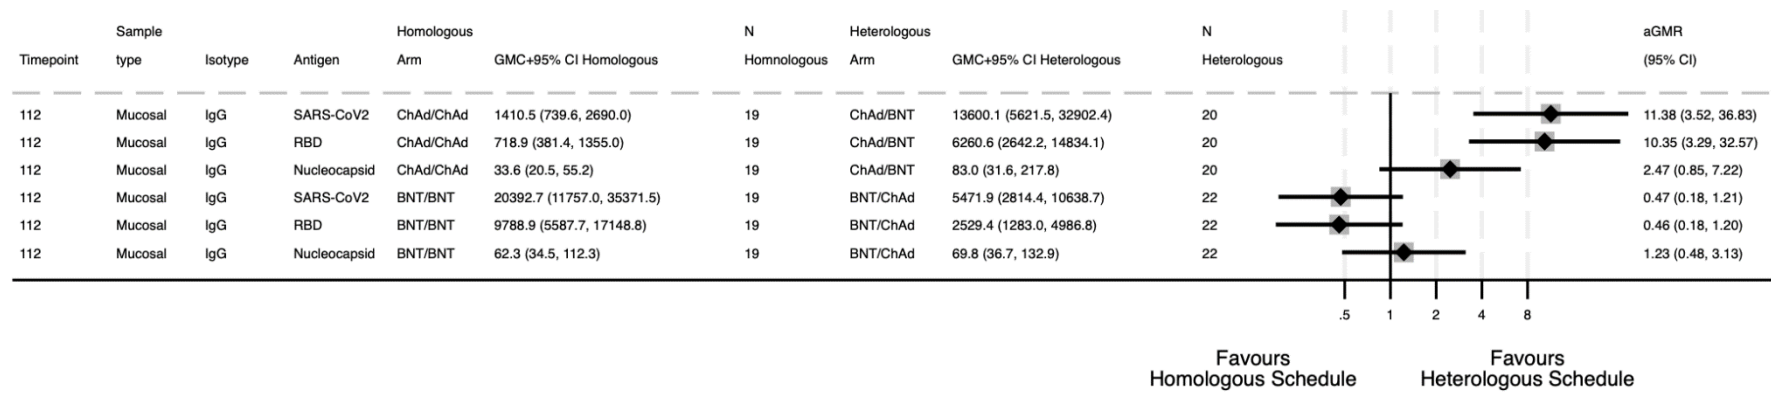 Sample Homologous N Heterologous N aGMR
Timepoint type Isotype Antigen Arm GMC+95% CI Homologous Homnologous Arm GMC+95% CI Heterologous Heterologous (95% CI)
112 Mucosal IgG SARS-CoV2 ChAd/ChAd 1410.5 (739.6, 2690.0) 19 ChAd/BNT 13600.1 (5621.5, 32902.4) 20 11.38 (3.52, 36.83)
112 Mucosal IgG RBD ChAd/ChAd 718.9 (381.4, 1355.0) 19 ChAd/BNT 6260.6 (2642.2, 14834.1) 20 10.35 (3.29, 32.57)
112 Mucosal IgG Nucleocapsid ChAd/ChAd 33.6 (20.5, 55.2) 19 ChAd/BNT 83.0 (31.6, 217.8) 20 2.47 (0.85, 7.22)
112 Mucosal IgG SARS-CoV2 BNT/BNT 20392.7 (11757.0, 35371.5) 19 BNT/ChAd 5471.9 (2814.4, 10638.7) 22 0.47 (0.18, 1.21)
112 Mucosal IgG RBD BNT/BNT 9788.9 (5587.7, 17148.8) 19 BNT/ChAd 2529.4 (1283.0, 4986.8) 22 0.46 (0.18, 1.20)
112 Mucosal IgG Nucleocapsid BNT/BNT 62.3 (34.5, 112.3) 19 BNT/ChAd 69.8 (36.7, 132.9) 22 1.23 (0.48, 3.13)
.5 1 2 4 8
Favours Favours
Homologous Schedule Heterologous Schedule